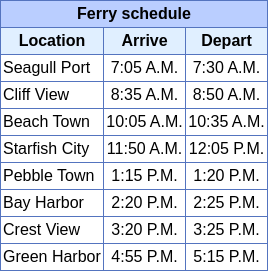 Ferry schedule
Location Arrive Depart
Seagull Port 7:05 A.M. 7:30 A.M.
Cliff View 8:35 A.M. 8:50 A.M.
Beach Town 10:05 A.M. 10:35 A.M.
Starfish City 11:50 A.M. 12:05 P.M.
Pebble Town 1:15 P.M. 1:20 P.M.
Bay Harbor 2:20 P.M. 2:25 P.M.
Crest View 3:20 P.M. 3:25 P.M.
Green Harbor 4:55 P.M. 5:15 P.M.